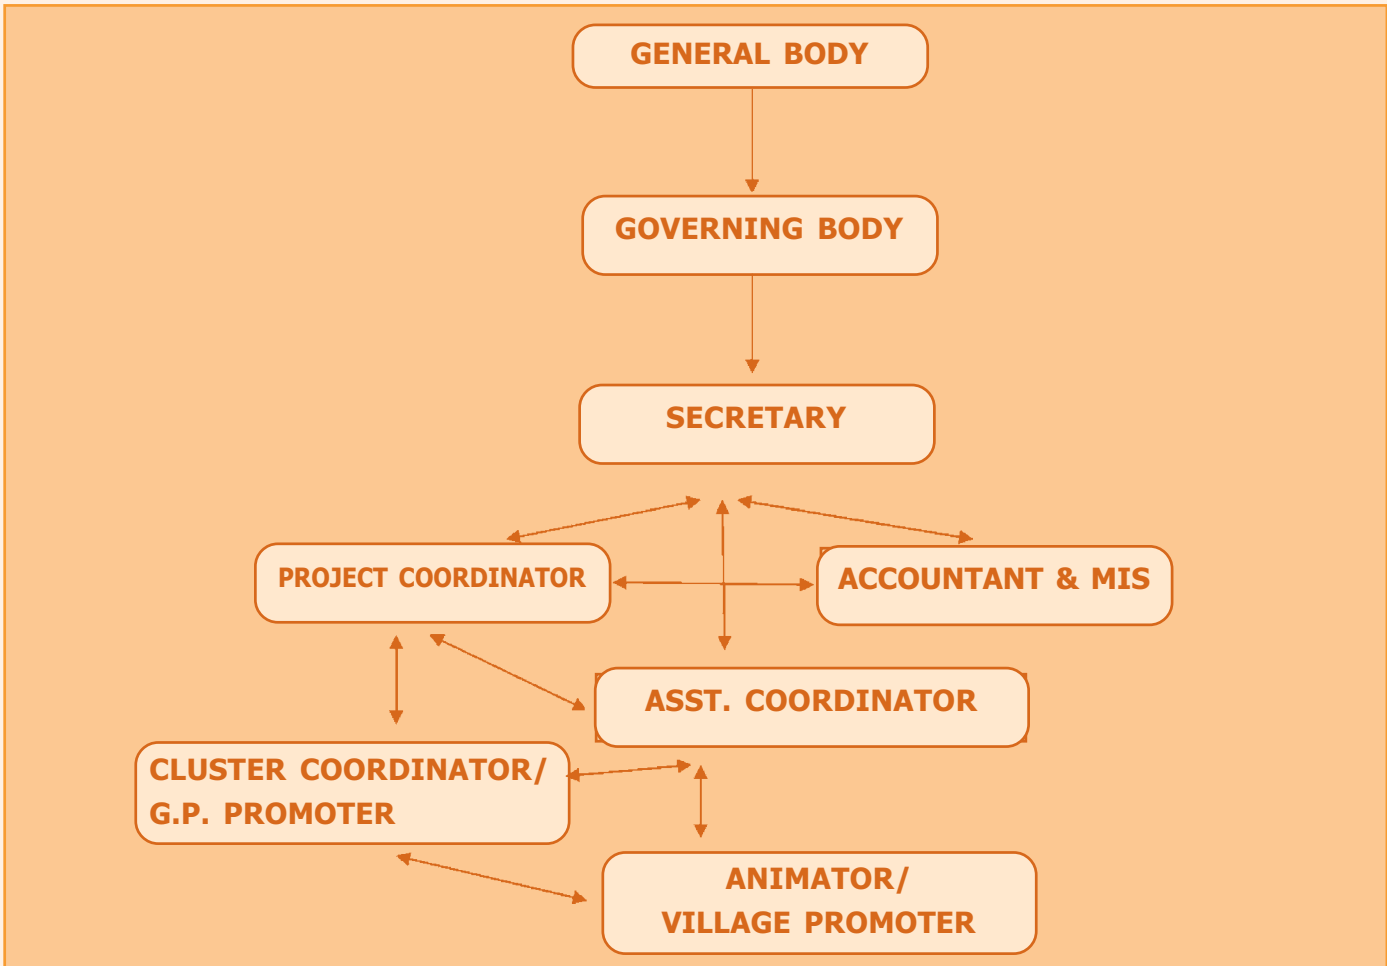 GENERAL BODY
GOVERNING BODY
SECRETARY
PROJECT COORDINATOR
ACCOUNTANT & MIS
ASST. COORDINATOR
CLUSTER COORDINATOR/
G.P. PROMOTER
ANIMATOR/
VILLAGE PROMOTER